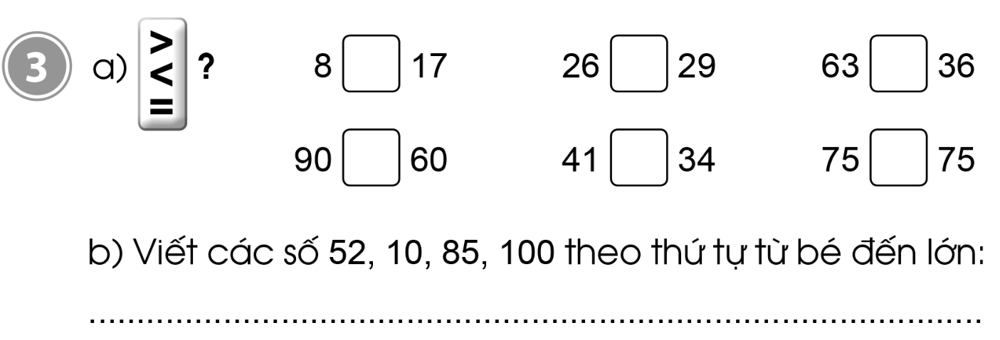 3 a) > < = ? 8 17 26 29 63 36
90 60 41 34 75 75
b) Viết các số 52, 10, 85, 100 theo thứ tự từ bé đến lớn:
................................................................................